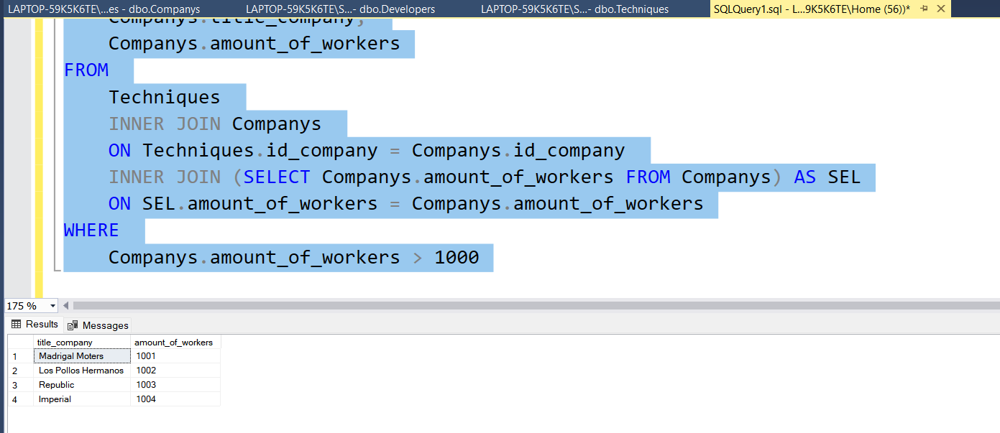 LAPTOP-59K5K6TE\...es - dbo.Companys LAPTOP-59K5K6TE\S...- dbo.Developers LAPTOP-59K5K6TE\S...- dbo.Techniques SQLQuery1.sql - L...9K5K6TE\Home (56))*
Companys.title_company,
Companys.amount_of_workers
FROM
Techniques
INNER JOIN Companys
ON Techniques.id_company = Companys.id_company
INNER JOIN (SELECT Companys.amount_of_workers FROM Companys) AS SEL
ON SEL.amount_of_workers = Companys.amount_of_workers
WHERE
Companys.amount_of_workers > 1000
175 %
Results Messages
title_company amount_of_workers
1 Madrigal Moters 1001
2 Los Pollos Hermanos 1002
3 Republic 1003
4 Imperial 1004